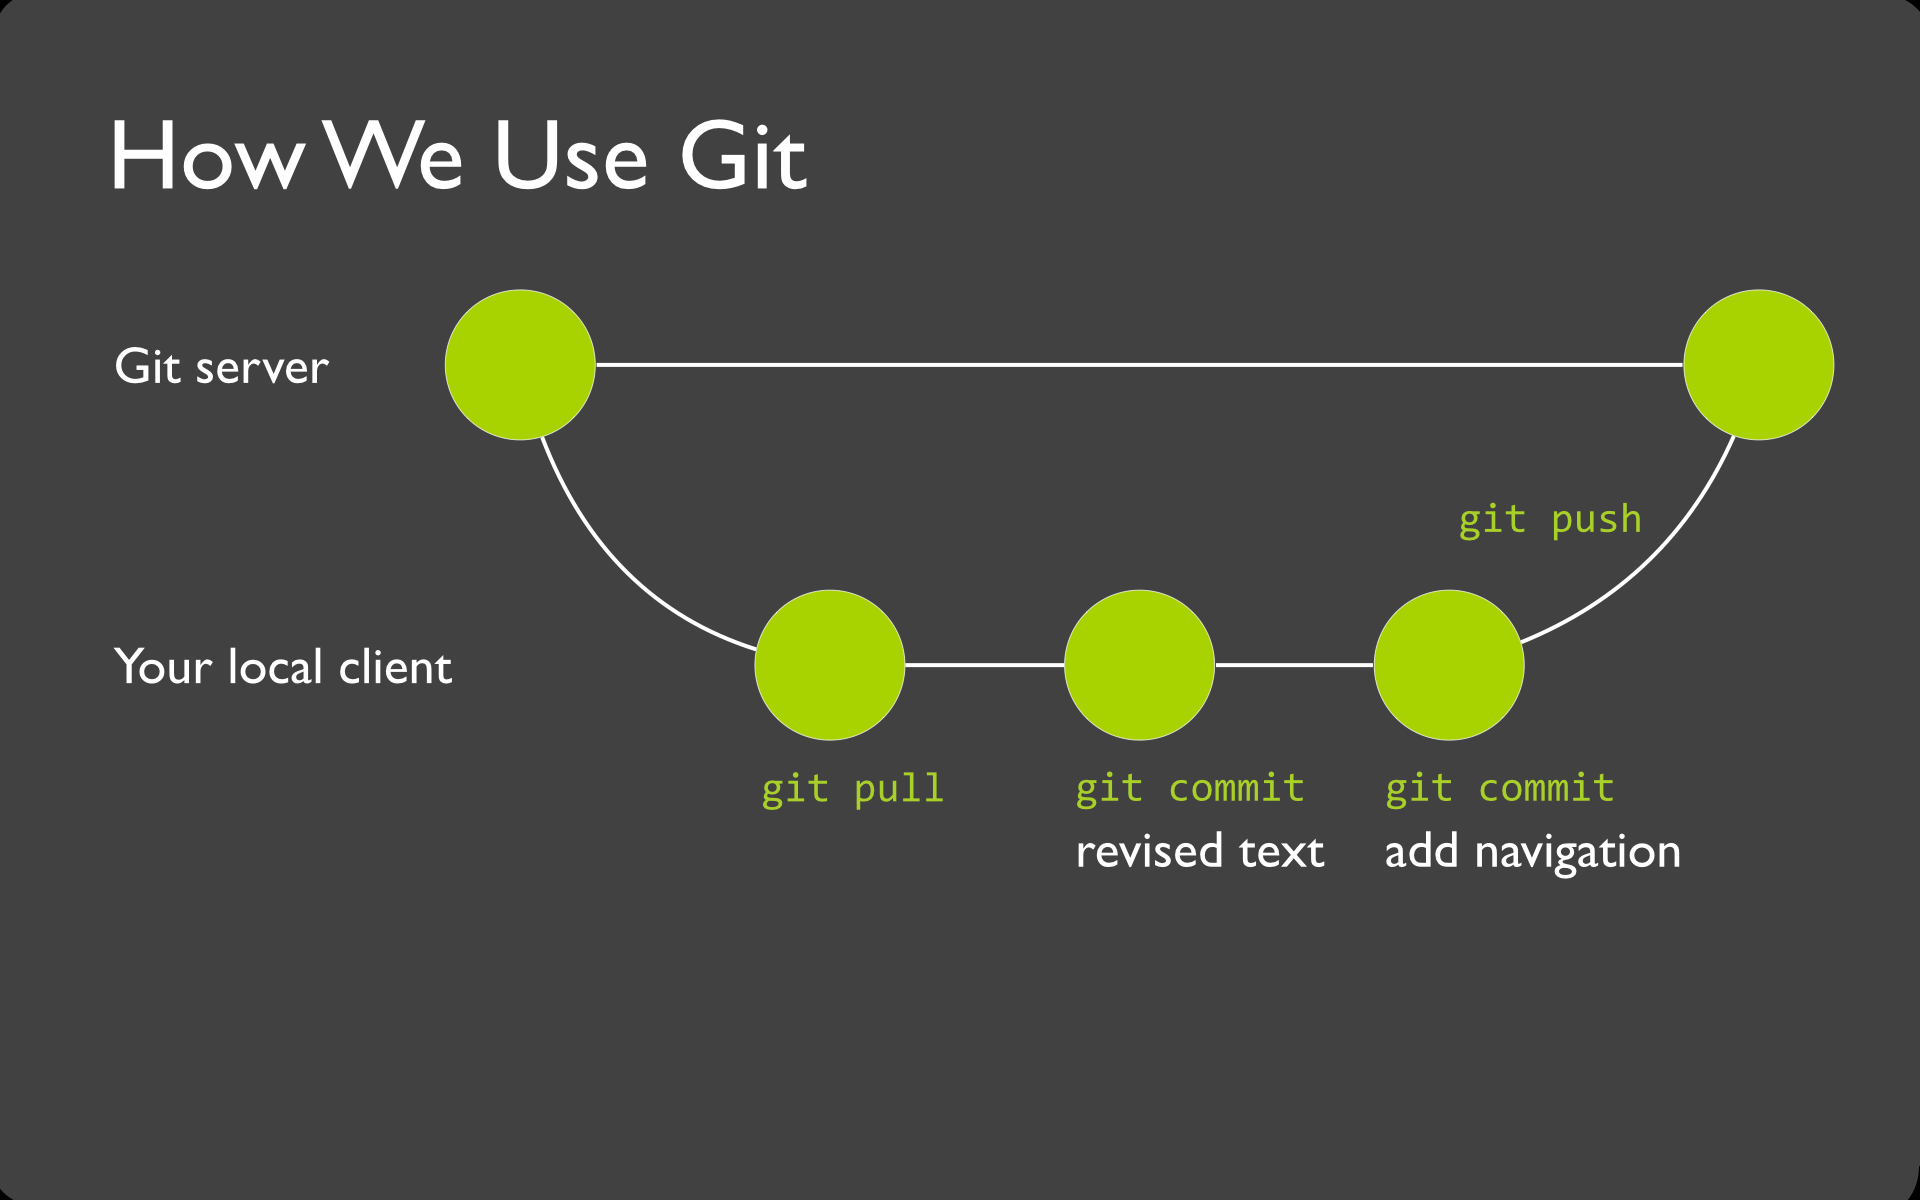 How We Use Git
Git server
git push
Your local client
git pull
git commit
git commit
revised text
add navigation